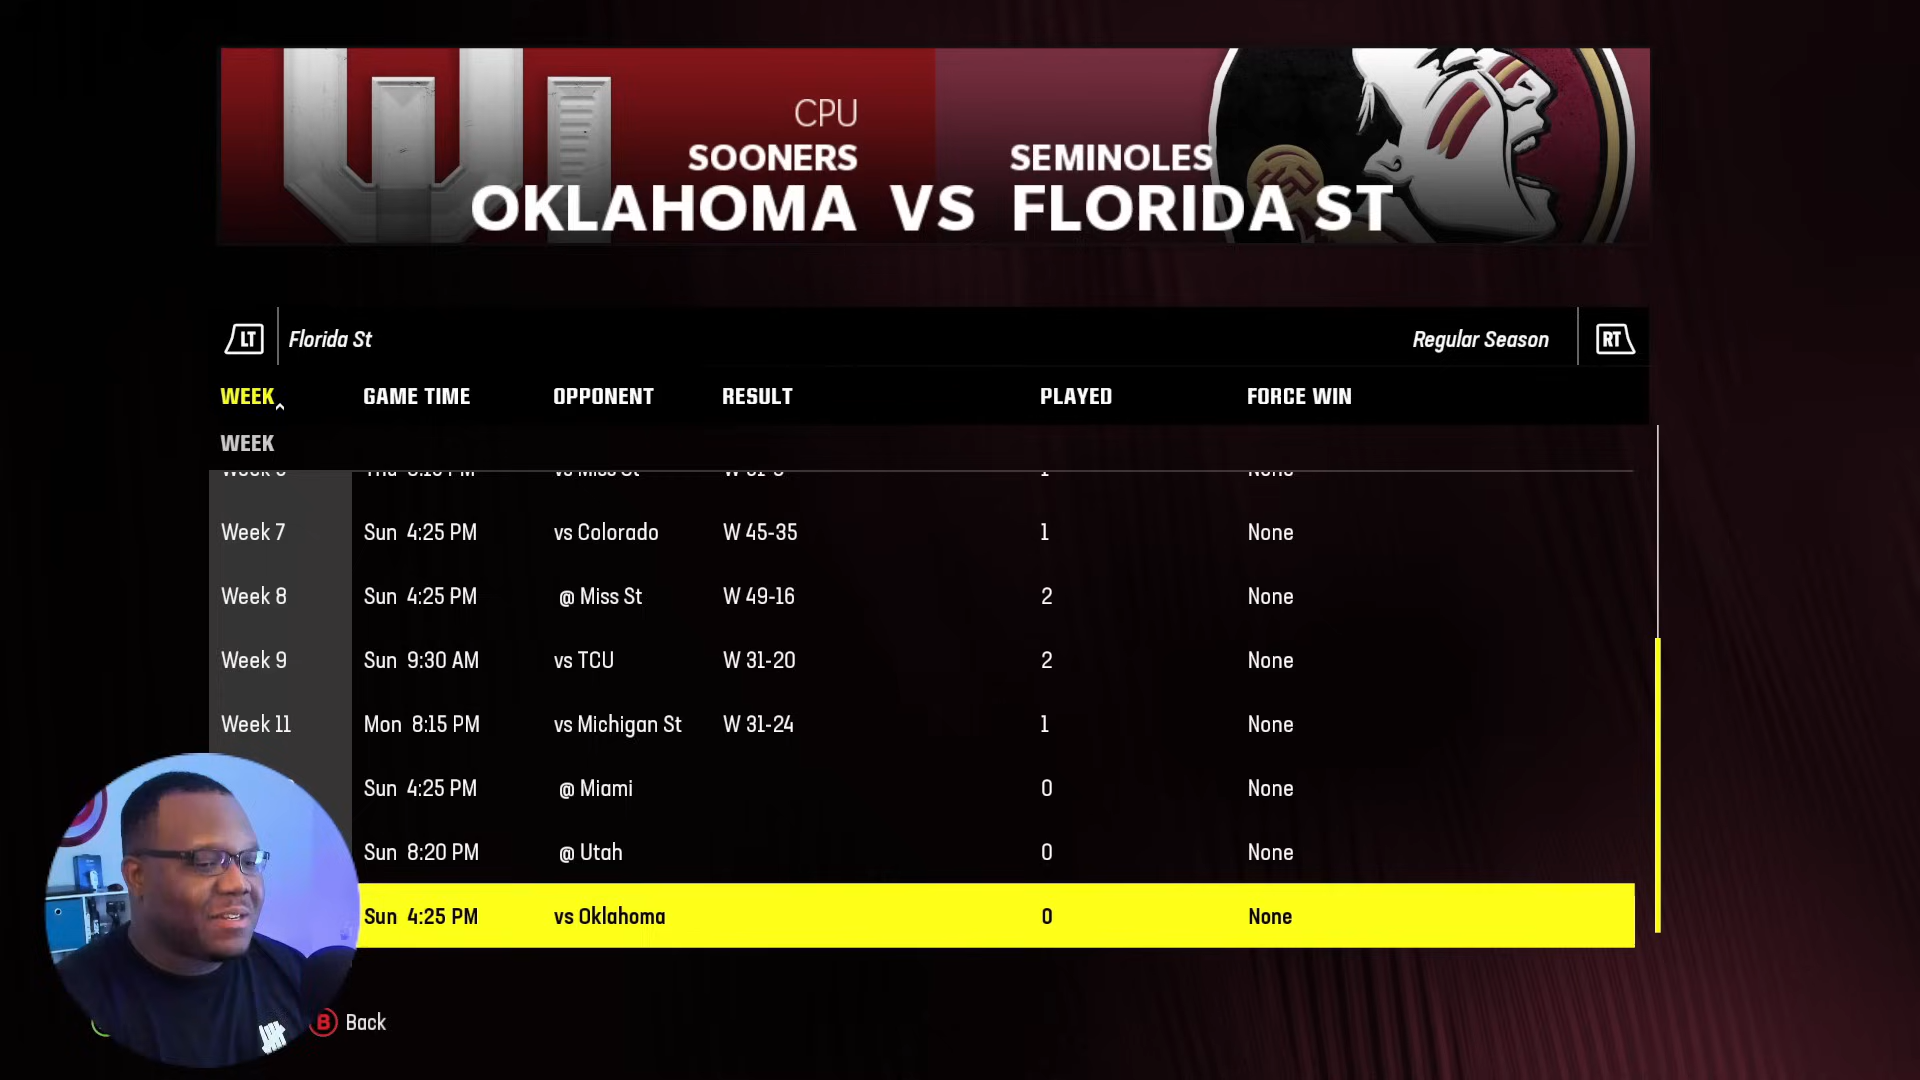 CPU
SOONERS SEMINOLES
OKLAHOMA VS FLORIDA ST
LT Florida St Regular Season RT
WEEK GAME TIME OPPONENT RESULT PLAYED FORCE WIN
WEEK
Week 7 Sun 4:25 PM vs Colorado W 45-35 1 None
Week 8 Sun 4:25 PM @ Miss St W 49-16 2 None
Week 9 Sun 9:30 AM vs TCU W 31-20 2 None
Week 11 Mon 8:15 PM vs Michigan St W 31-24 1 None
Sun 4:25 PM @ Miami 0 None
Sun 8:20 PM @ Utah 0 None
Sun 4:25 PM vs Oklahoma 0 None
B Back